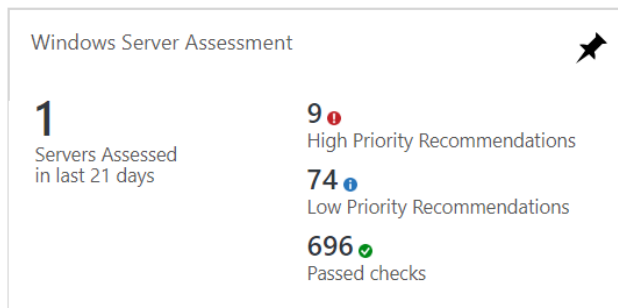 Windows Server Assessment
1
Servers Assessed
in last 21 days
9
High Priority Recommendations
74
Low Priority Recommendations
696
Passed checks